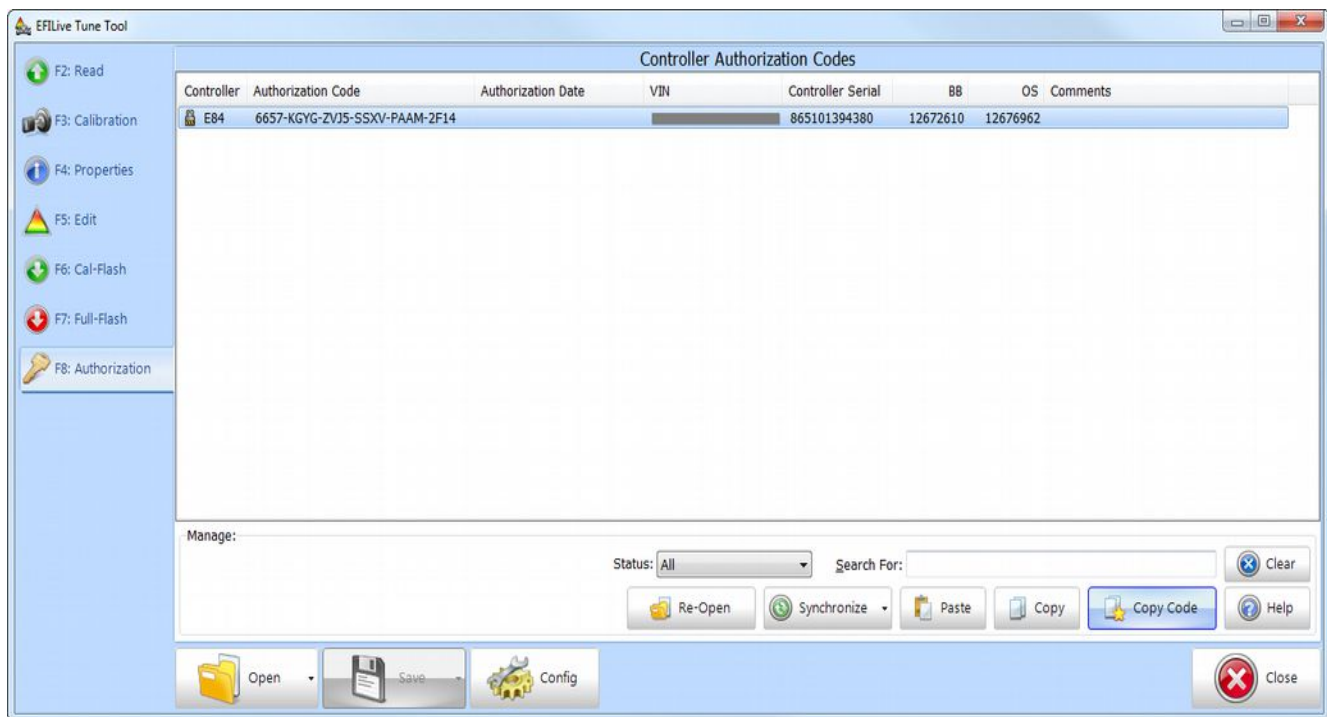 EFILive Tune Tool
F2: Read
F3: Calibration
F4: Properties
F5: Edit
F6: Cal-Flash
F7: Full-Flash
F8: Authorization
Controller Authorization Codes
Controller Authorization Code Authorization Date VIN Controller Serial BB OS Comments
E84 6657-KGYG-ZVJ5-SSXV-PAAM-2F14 865101394380 12672610 12676962
Manage:
Status: All Search For: Clear
Re-Open Synchronize Paste Copy Copy Code Help
Open Save Config Close